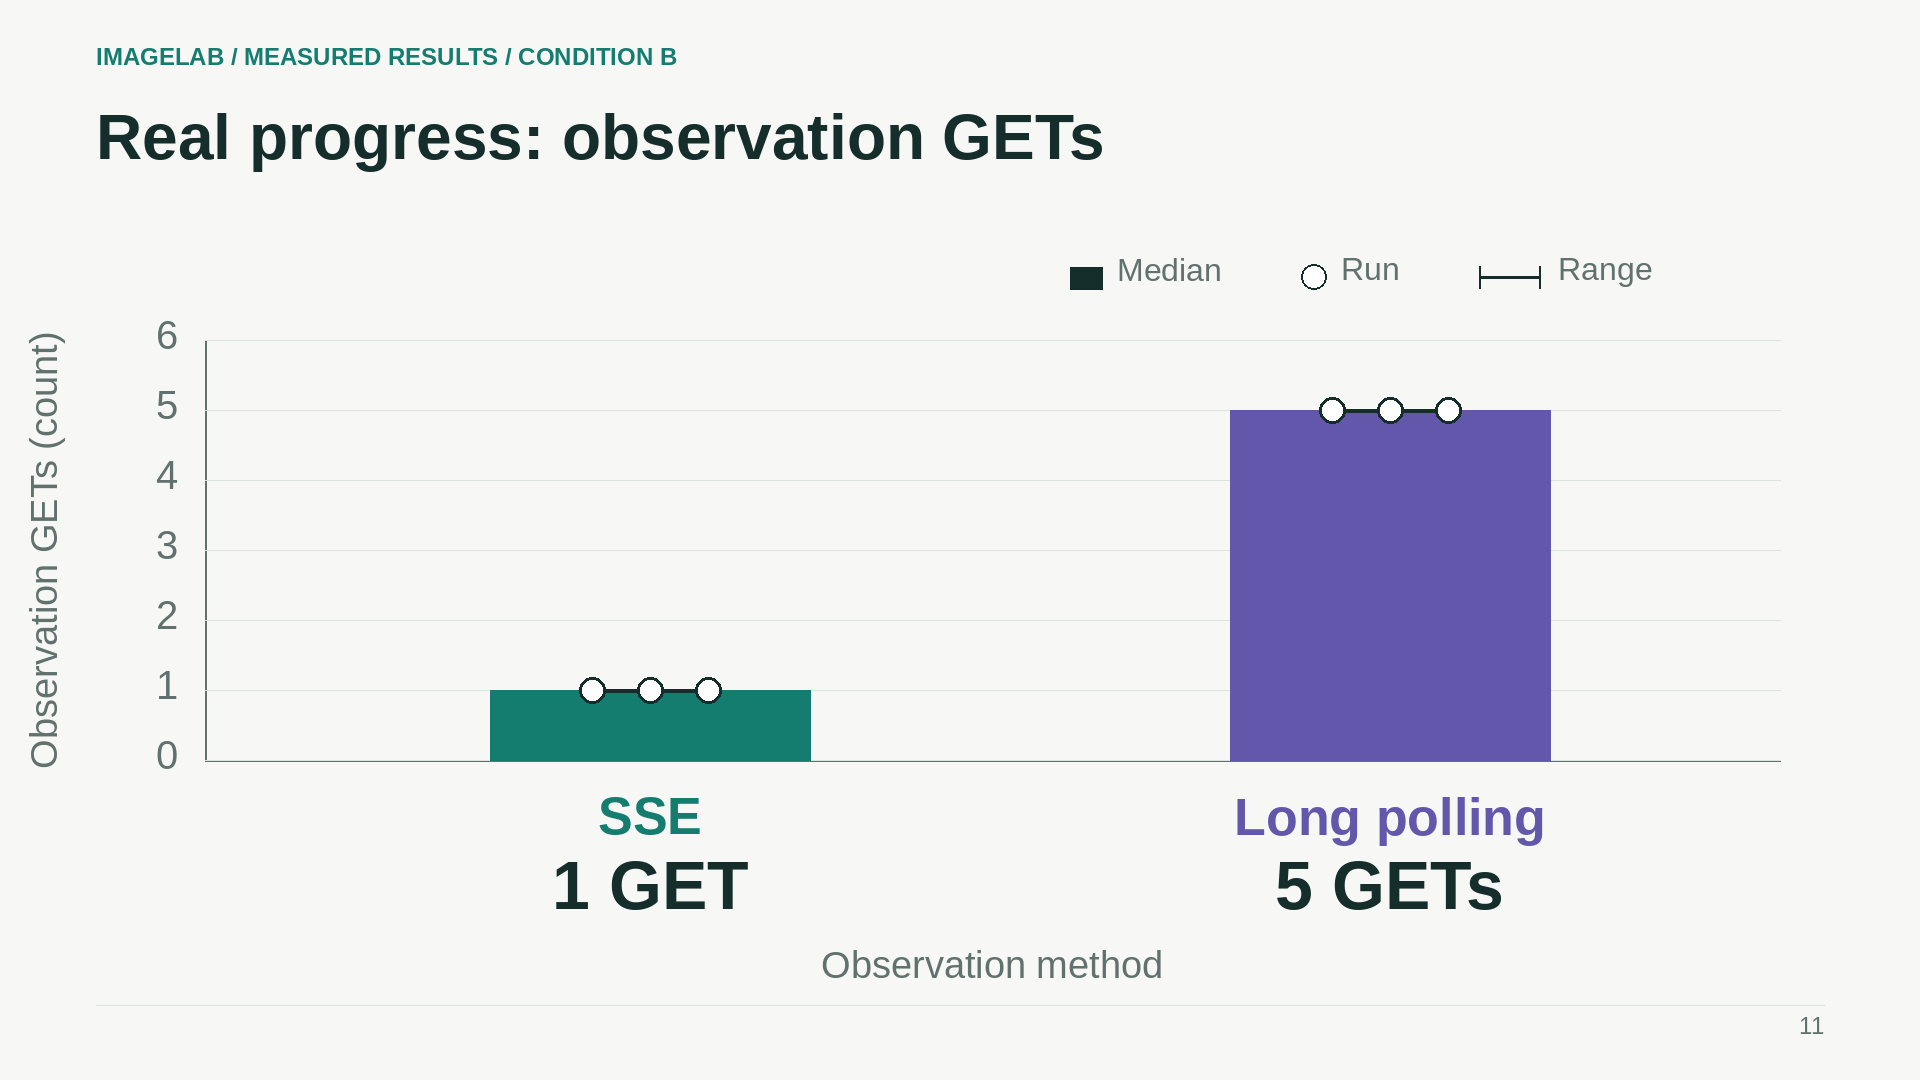 IMAGELAB / MEASURED RESULTS / CONDITION B
Real progress: observation GETs
Median
Run
Range
Observation GETs (count)
6
5
4
3
2
1
0
SSE
Long polling
1 GET
5 GETs
Observation method
11